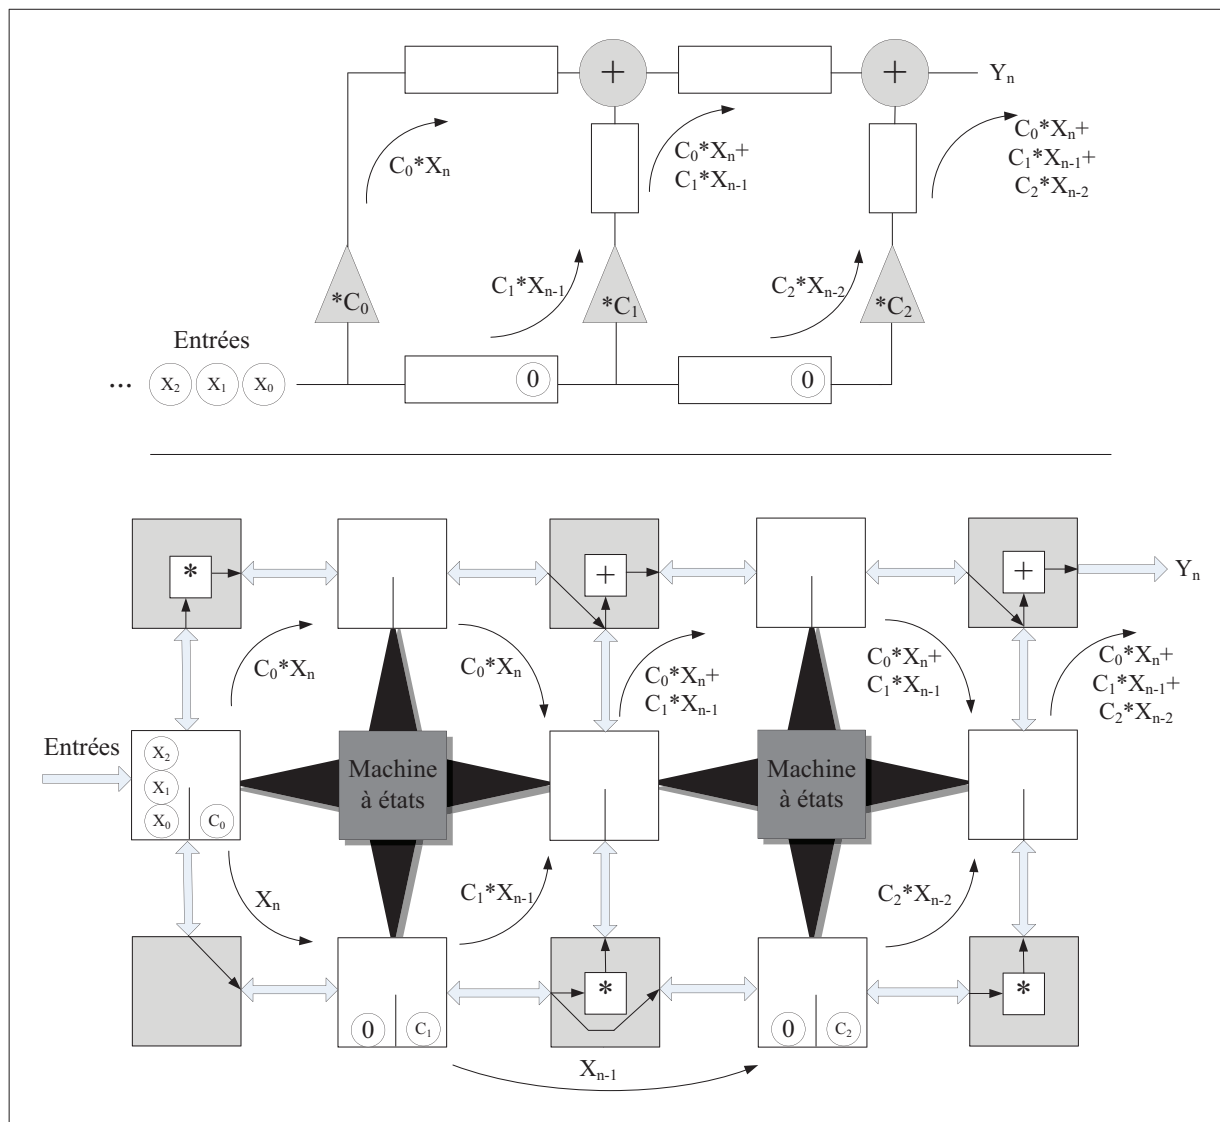 +
+
Yₙ
C₀*Xₙ
C₀*Xₙ+
C₁*Xₙ₋₁
C₀*Xₙ+
C₁*Xₙ₋₁+
C₂*Xₙ₋₂
*C₀
C₁*Xₙ₋₁
*C₁
C₂*Xₙ₋₂
*C₂
Entrées
... X₂ X₁ X₀
0
0
*
+
+
Yₙ
C₀*Xₙ
C₀*Xₙ
C₀*Xₙ+
C₁*Xₙ₋₁
C₀*Xₙ+
C₁*Xₙ₋₁
C₀*Xₙ+
C₁*Xₙ₋₁+
C₂*Xₙ₋₂
Entrées
X₂
X₁
X₀
C₀
Machine
à états
Machine
à états
Xₙ
C₁*Xₙ₋₁
C₂*Xₙ₋₂
0
C₁
*
0
C₂
*
Xₙ₋₁